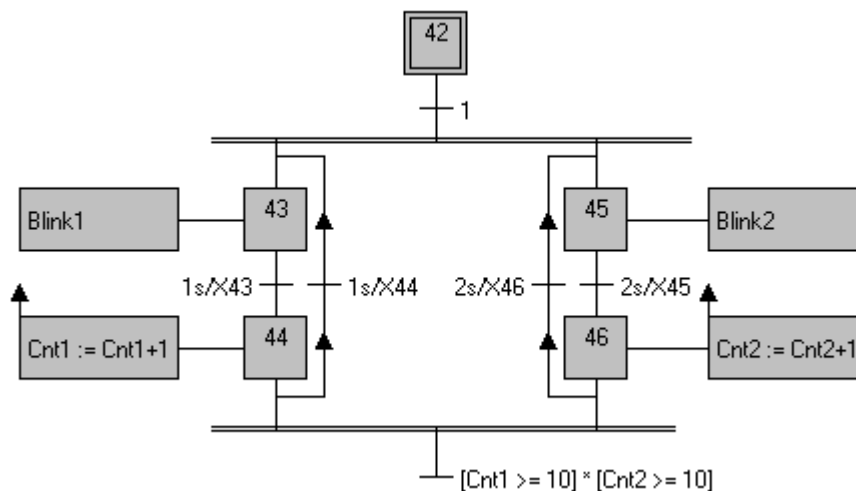 42
1
43
45
Blink1
Blink2
1s/X43
1s/X44
2s/X46
2s/X45
44
46
Cnt1 := Cnt1+1
Cnt2 := Cnt2+1
[Cnt1 >= 10] * [Cnt2 >= 10]